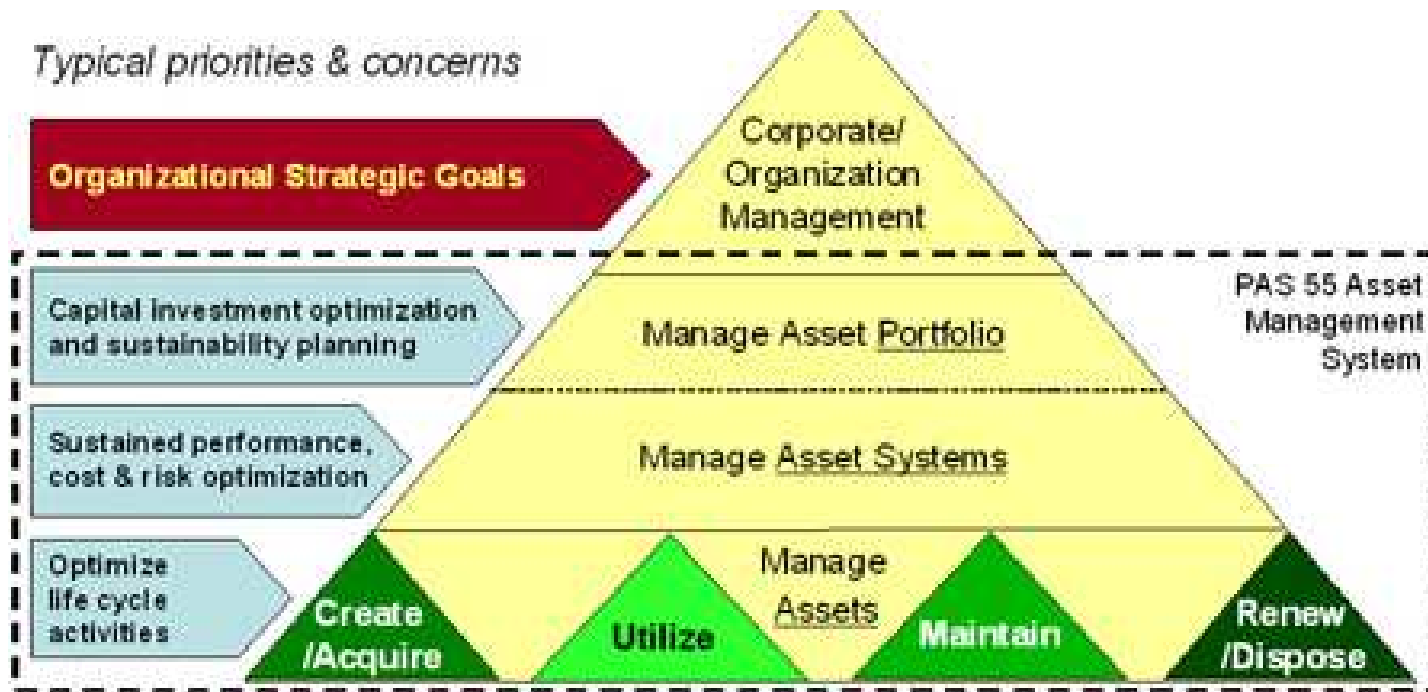 Typical priorities & concerns
Organizational Strategic Goals
Corporate/
Organization
Management
Capital investment optimization
and sustainability planning
Manage Asset Portfolio
PAS 55 Asset
Management
System
Sustained performance,
cost & risk optimization
Manage Asset Systems
Optimize
life cycle
activities
Create
/Acquire
Utilize
Manage
Assets
Maintain
Renew
/Dispose